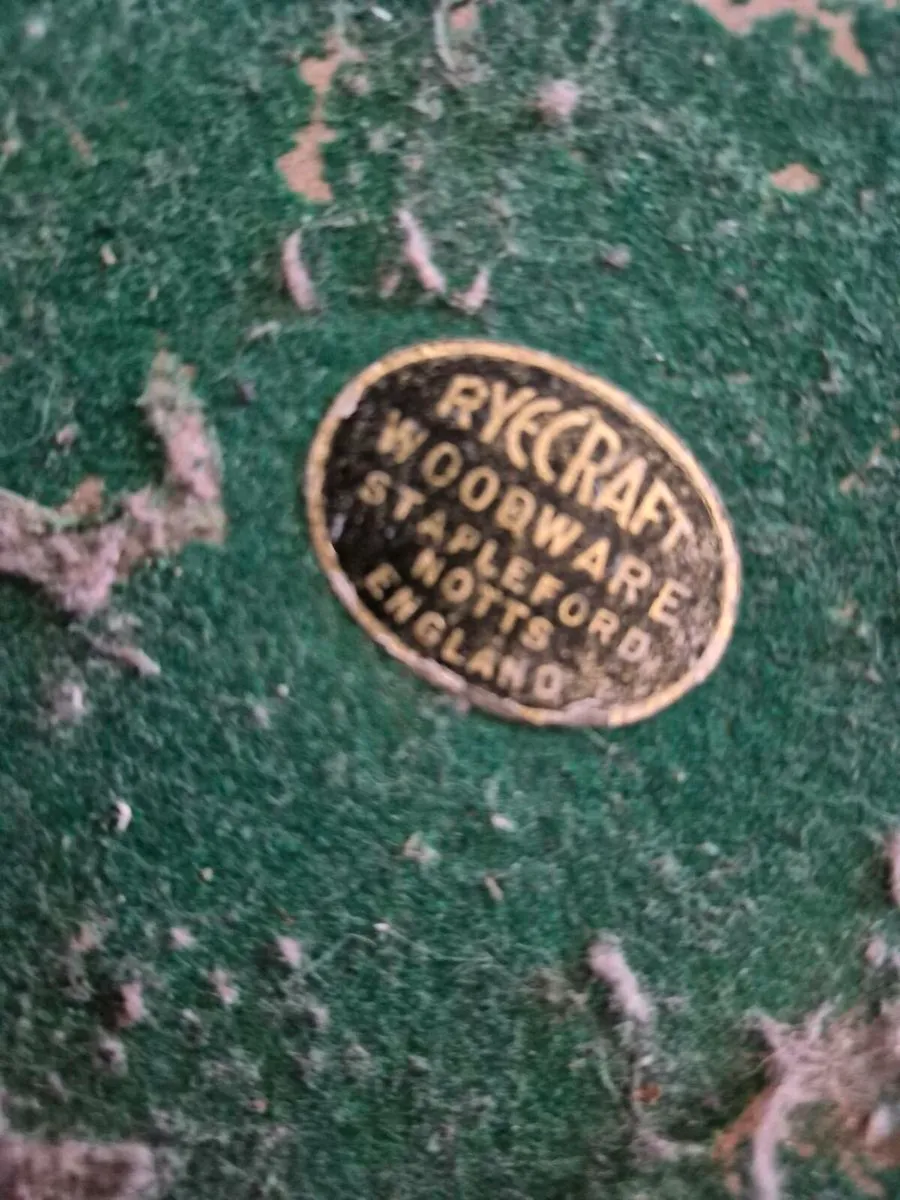 RYECRAFT
WOODWARE
STAPLEFORD
NOTTS
ENGLAND